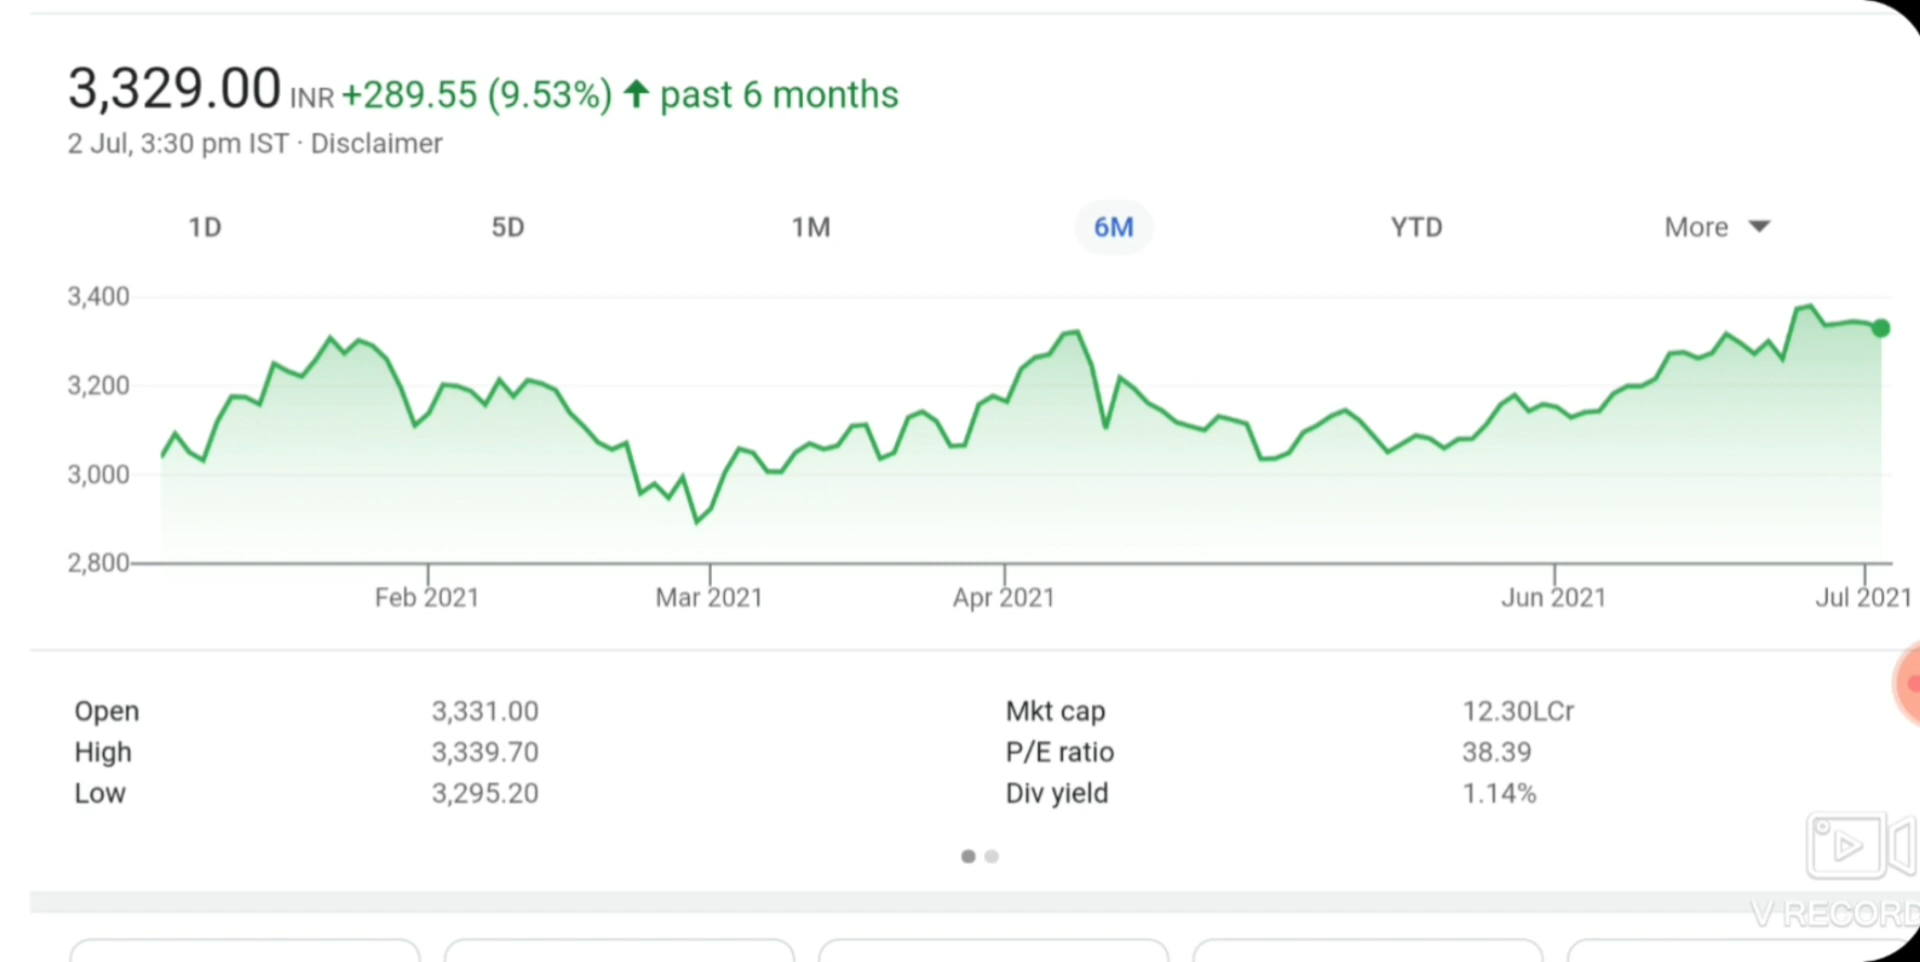 3,329.00 INR +289.55 (9.53%) ↑ past 6 months
2 Jul, 3:30 pm IST · Disclaimer
1D 5D 1M 6M YTD More
3,400
3,200
3,000
2,800
Feb 2021 Mar 2021 Apr 2021 Jun 2021 Jul 2021
Open 3,331.00 Mkt cap 12.30LCr
High 3,339.70 P/E ratio 38.39
Low 3,295.20 Div yield 1.14%
V RECORD